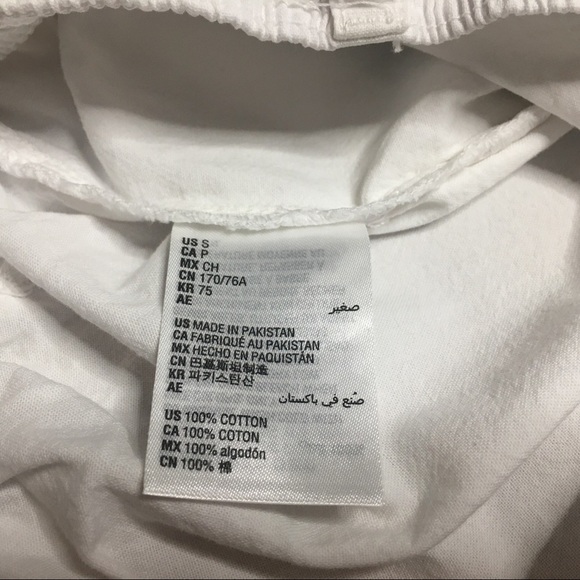 US S
CA P
MX CH
CN 170/76A
KR 75
AE صغير
US MADE IN PAKISTAN
CA FABRIQUÉ AU PAKISTAN
MX HECHO EN PAQUISTÁN
CN 巴基斯坦制造
KR 파키스탄산
AE صُنع في باكستان
US 100% COTTON
CA 100% COTON
MX 100% algodón
CN 100% 棉